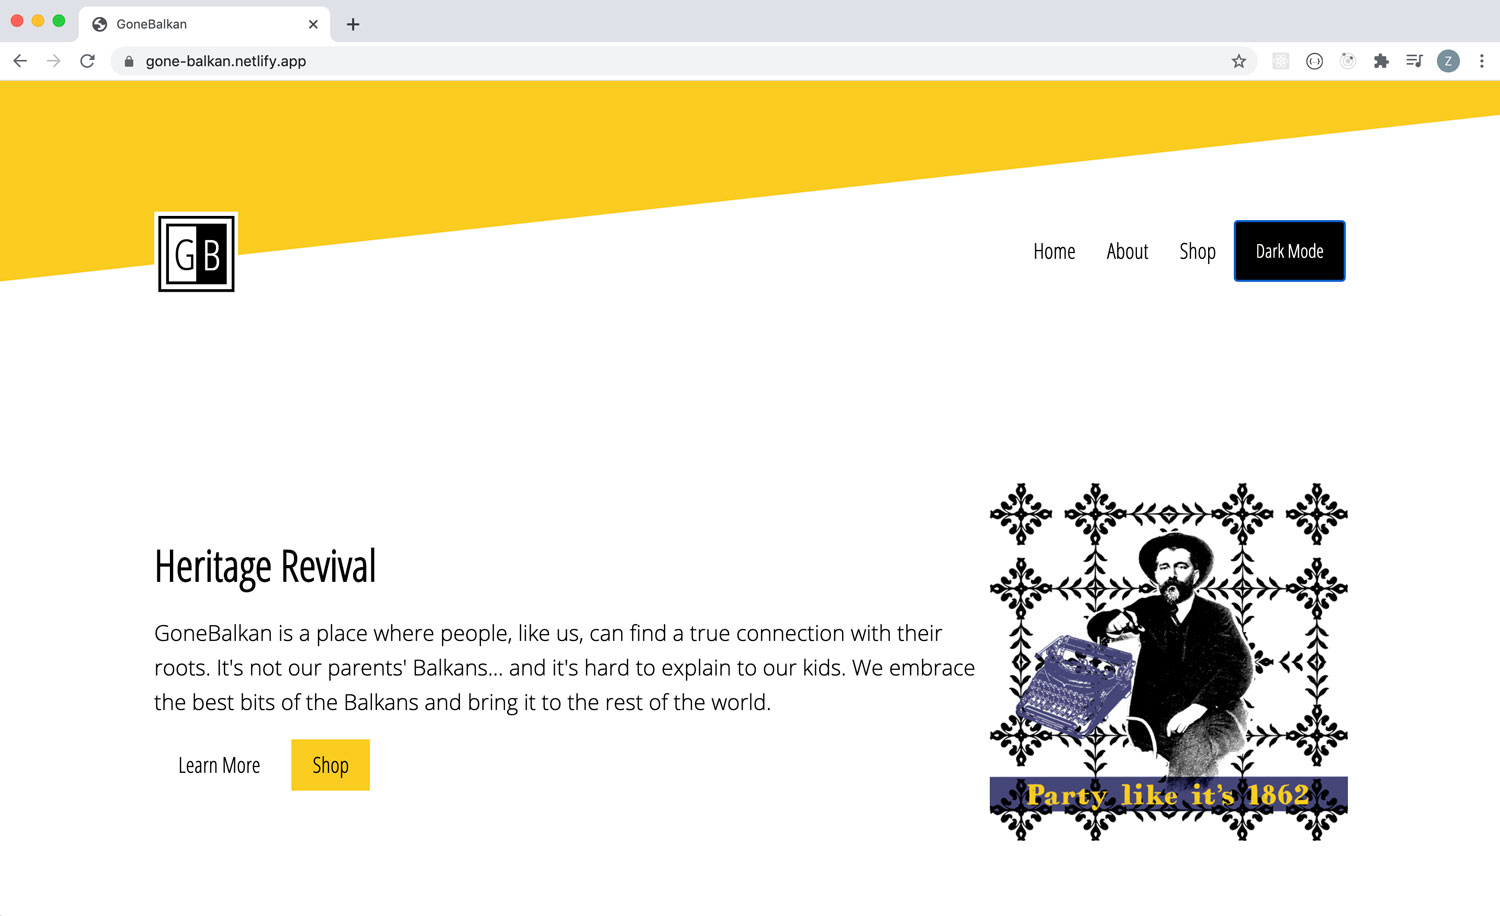 GoneBalkan
gone-balkan.netlify.app
Z
GB
Home About Shop Dark Mode
Heritage Revival
GoneBalkan is a place where people, like us, can find a true connection with their
roots. It's not our parents' Balkans... and it's hard to explain to our kids. We embrace
the best bits of the Balkans and bring it to the rest of the world.
Learn More Shop
Party like it's 1862